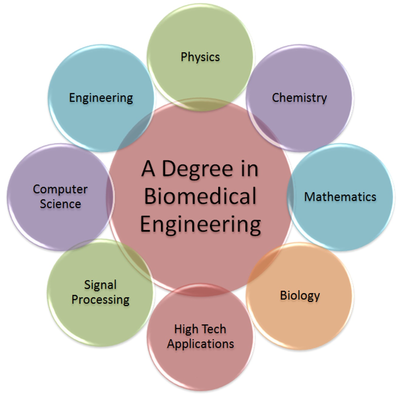 Physics
Chemistry
Mathematics
Biology
High Tech
Applications
Signal
Processing
Computer
Science
Engineering
A Degree in
Biomedical
Engineering